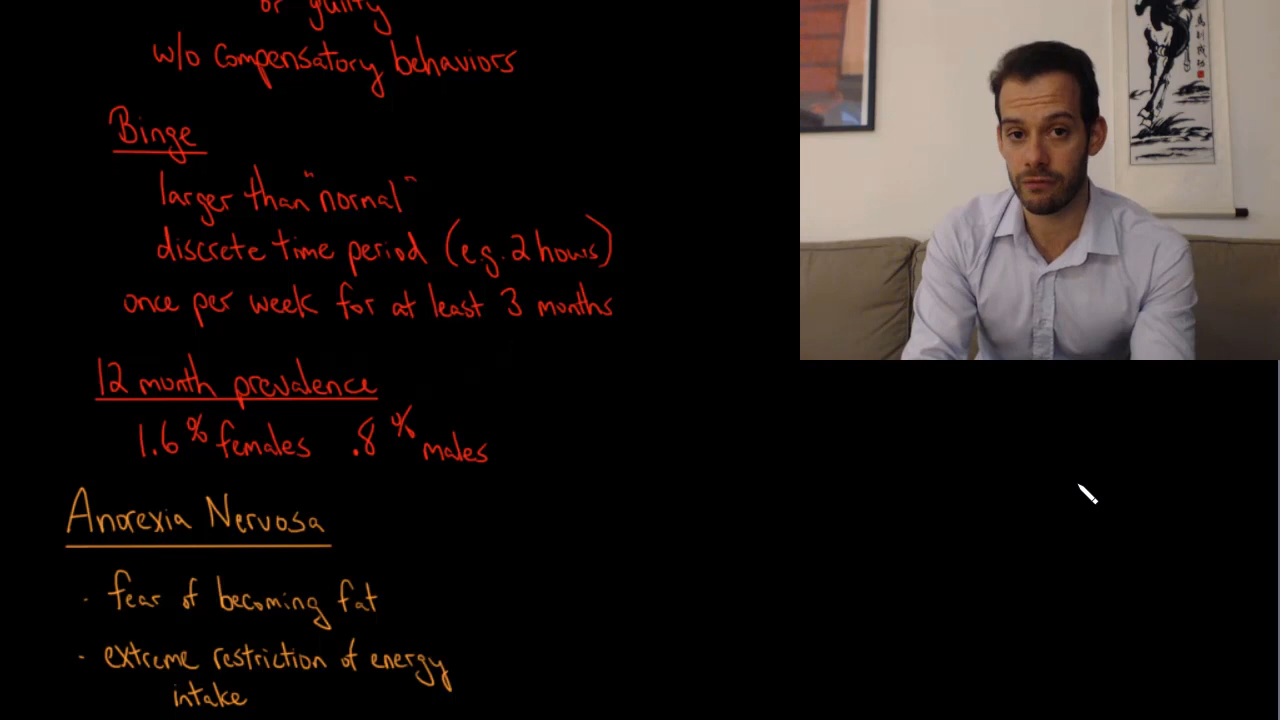 or guilty
w/o compensatory behaviors
Binge
larger than "normal"
discrete time period (e.g. 2 hours)
once per week for at least 3 months
12 month prevalence
1.6% females .8% males
Anorexia Nervosa
· fear of becoming fat
· extreme restriction of energy
intake